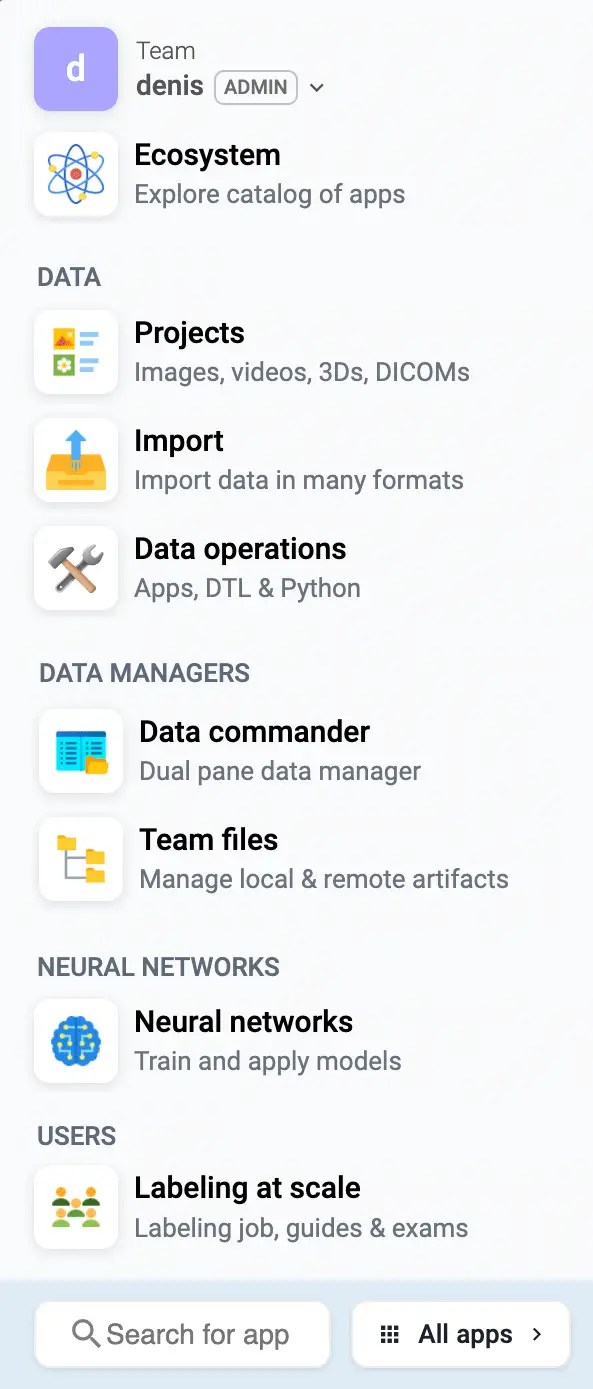 d
Team
denis ADMIN
Ecosystem
Explore catalog of apps
DATA
Projects
Images, videos, 3Ds, DICOMs
Import
Import data in many formats
Data operations
Apps, DTL & Python
DATA MANAGERS
Data commander
Dual pane data manager
Team files
Manage local & remote artifacts
NEURAL NETWORKS
Neural networks
Train and apply models
USERS
Labeling at scale
Labeling job, guides & exams
Search for app
All apps